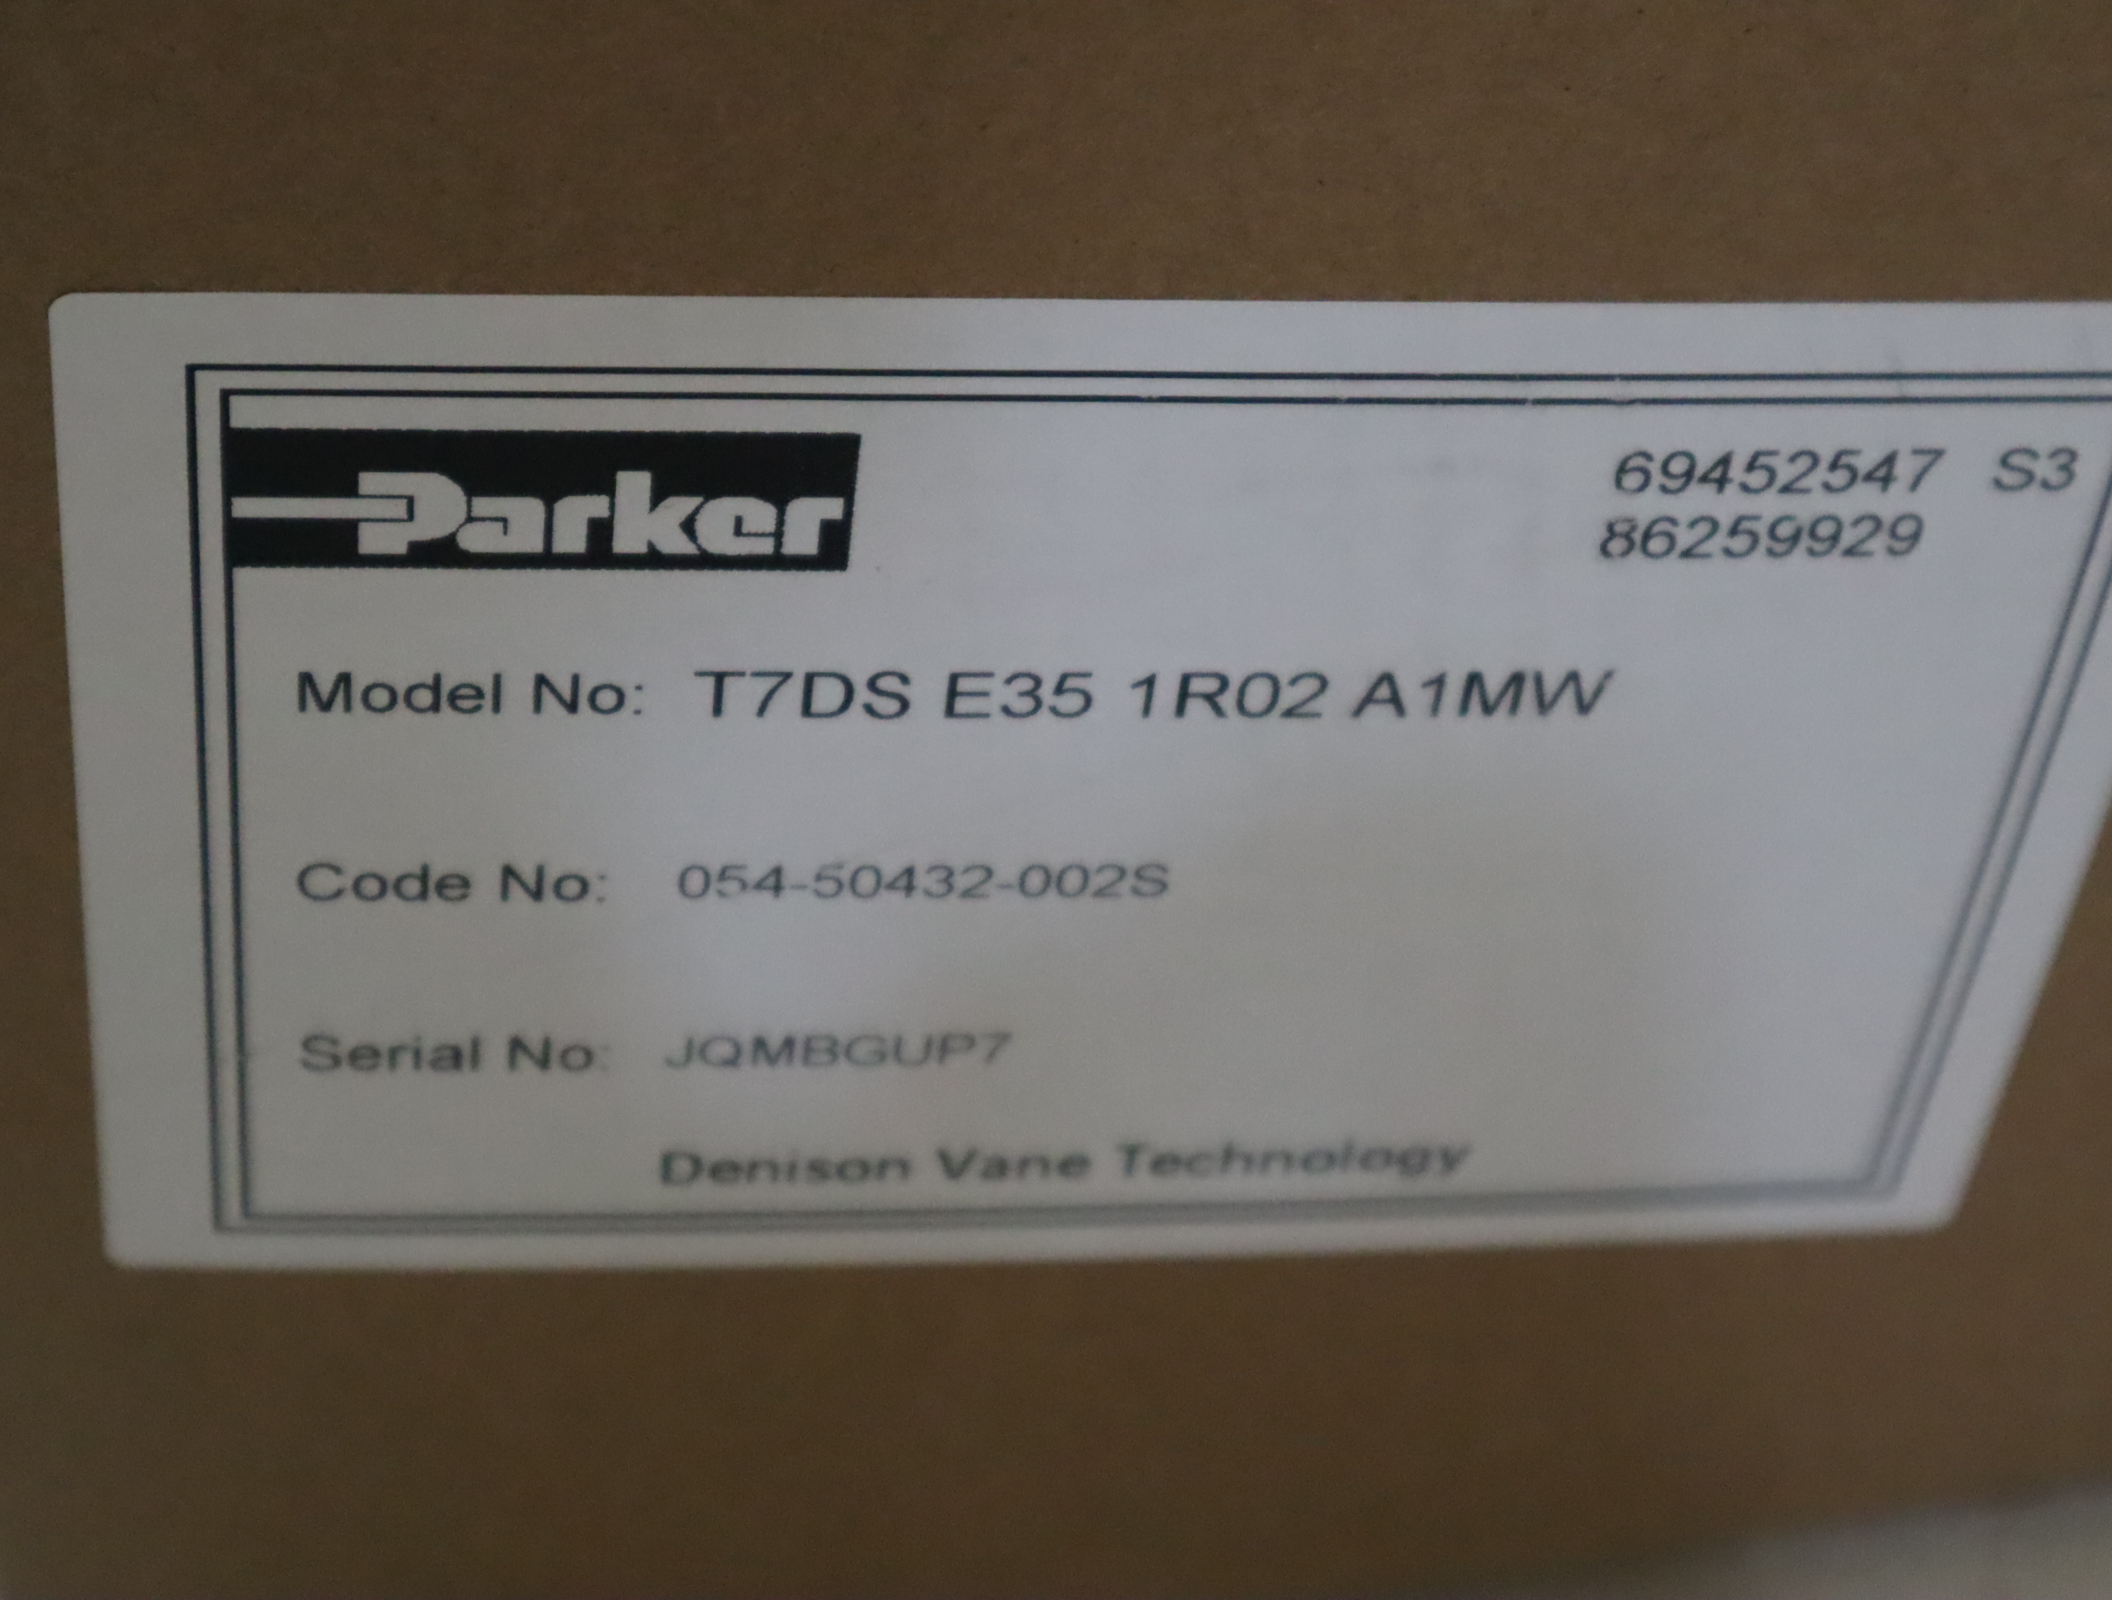 Parker
69452547 S3
86259929
Model No: T7DS E35 1R02 A1MW
Code No: 054-50432-002S
Serial No: JQMBGUP7
Denison Vane Technology